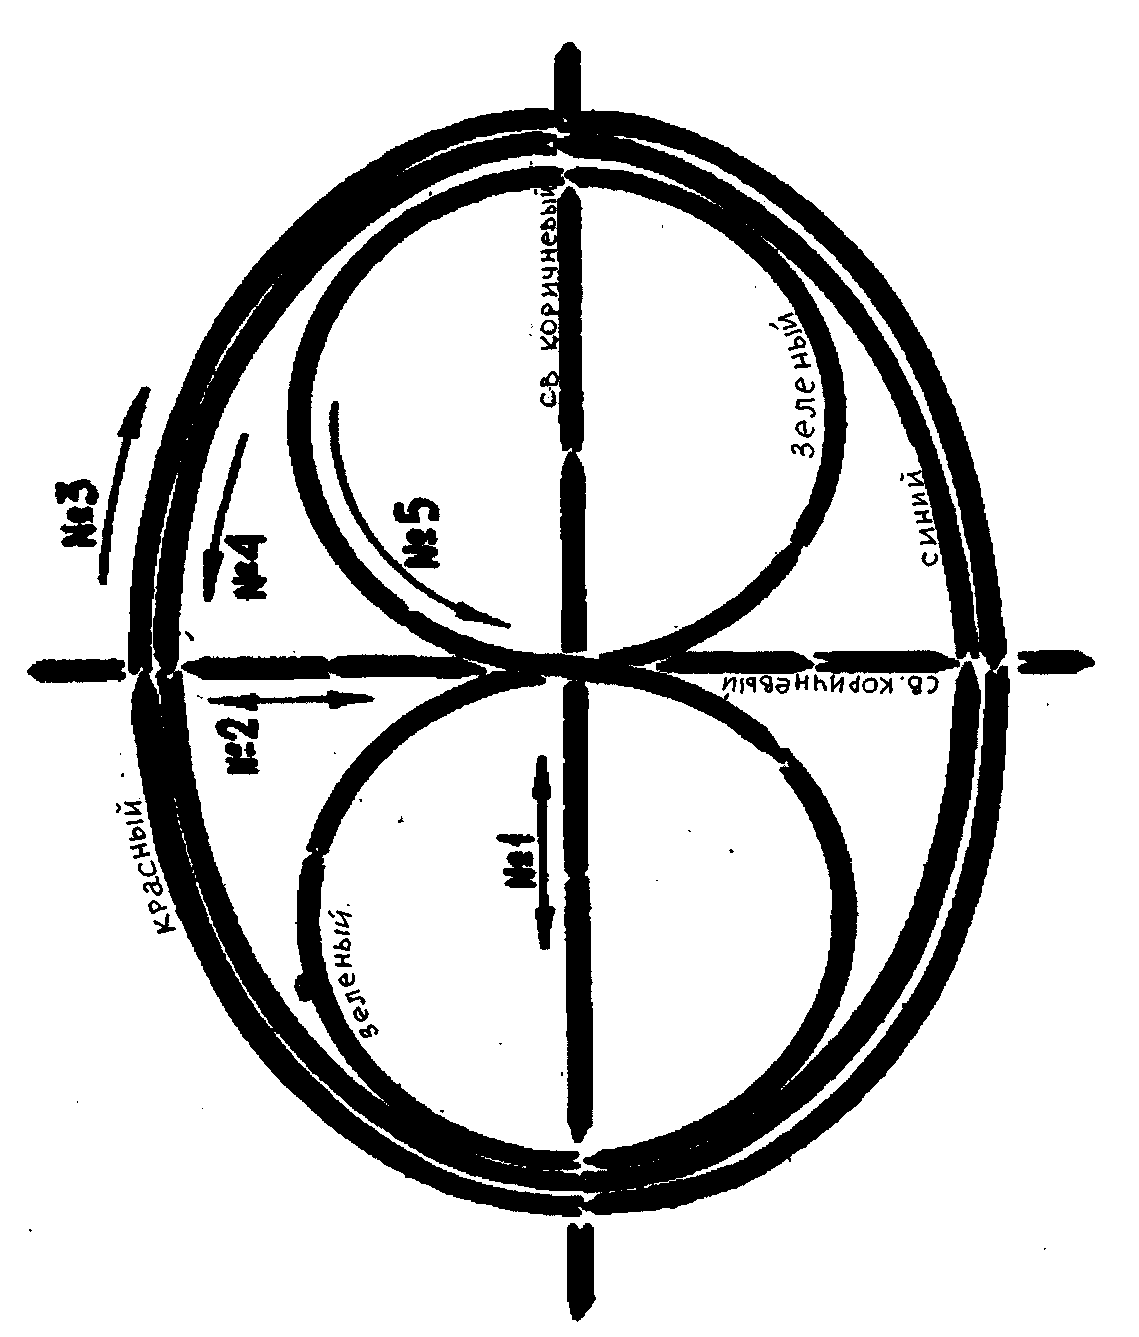 св коричневый
зеленый
синий
№3
№4
№5
св. коричневый
№2
№1
красный
зеленый.